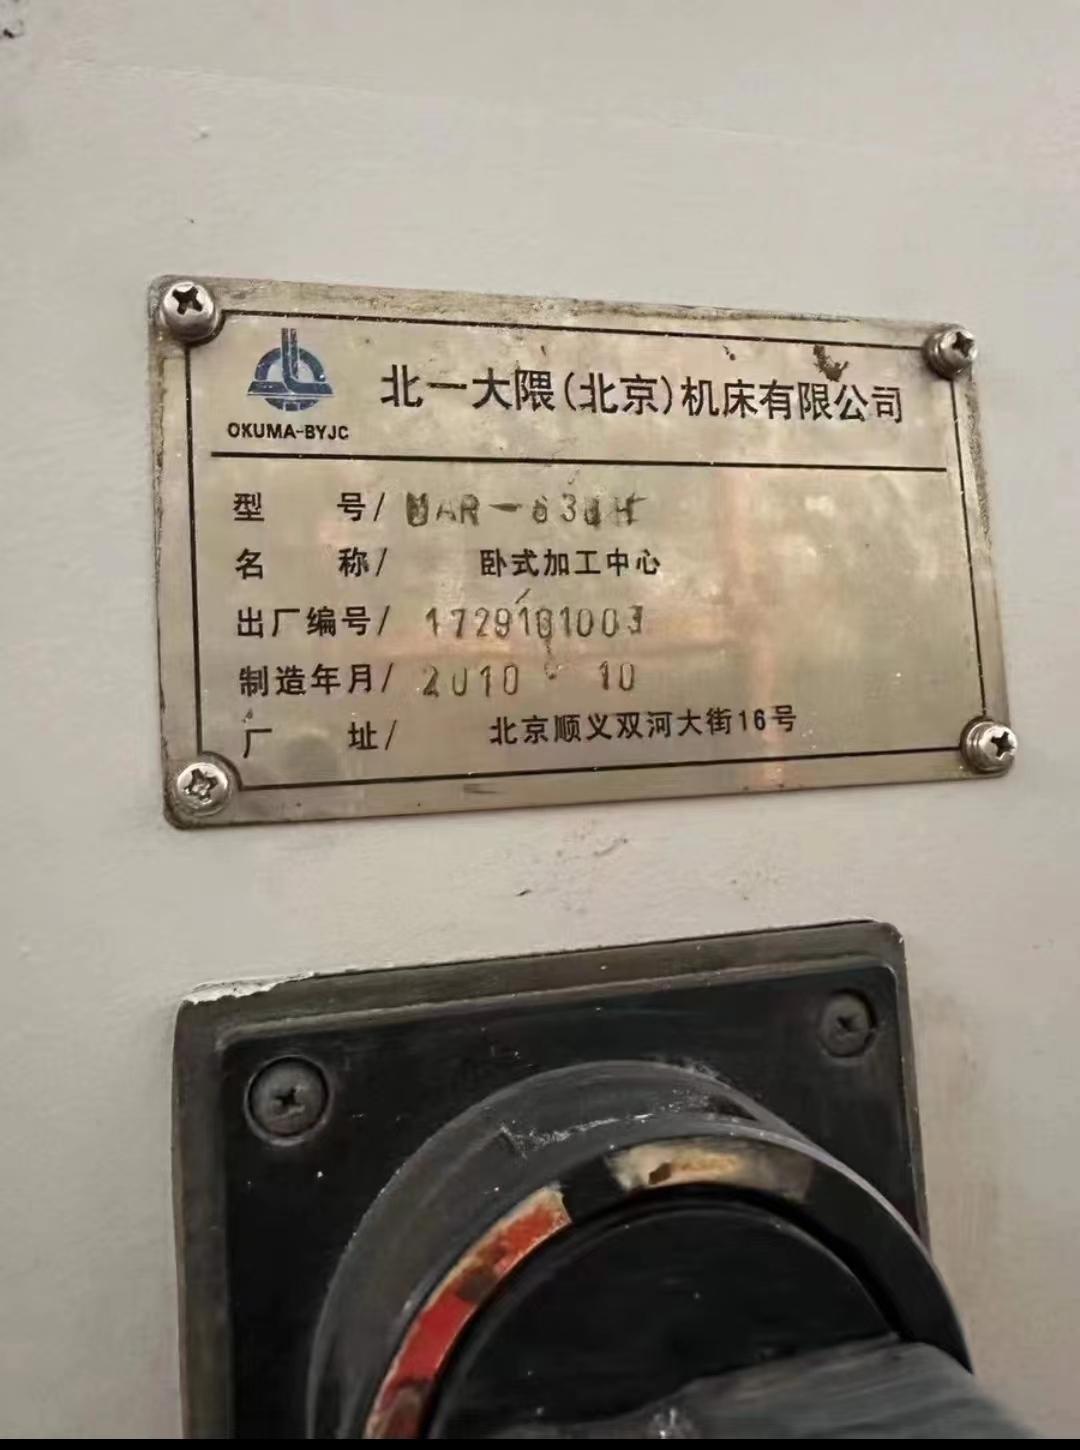 北一大隈(北京)机床有限公司
OKUMA-BYJC
型 号/ MAR-630H
名 称/ 卧式加工中心
出厂编号/
制造年月/ 2010 10
厂 址/ 北京顺义双河大街16号